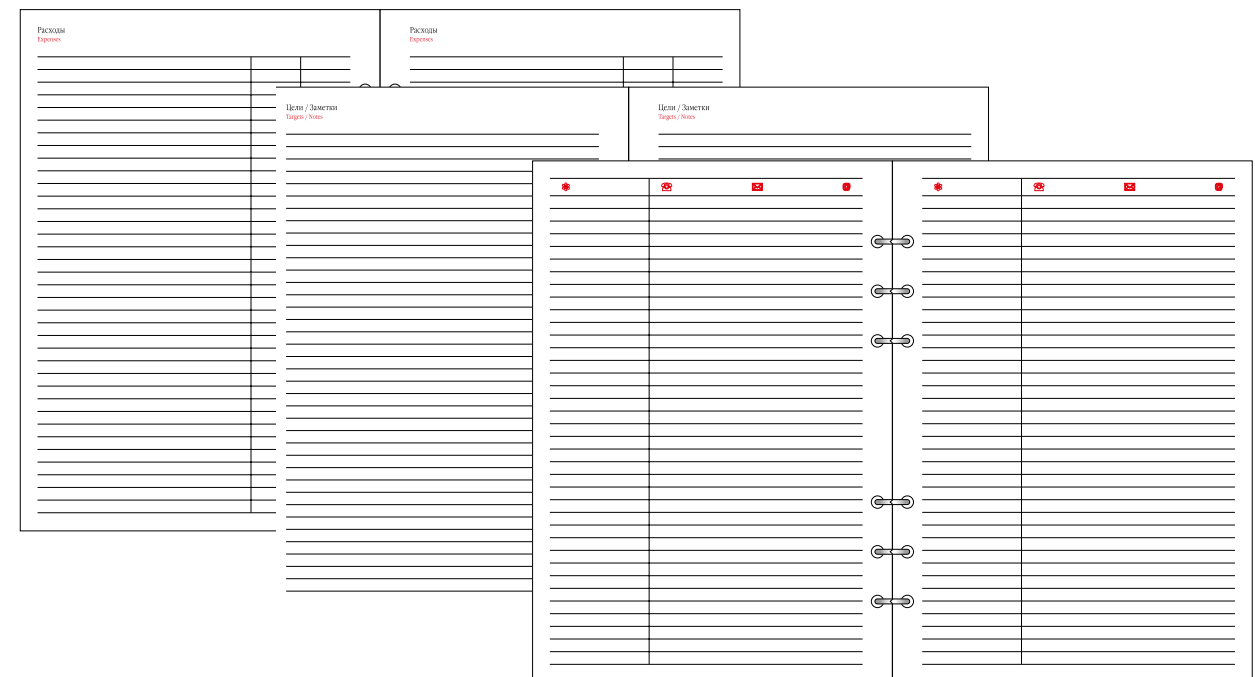 Расходы
Expenses
Расходы
Expenses
Цели / Заметки
Targets / Notes
Цели / Заметки
Targets / Notes